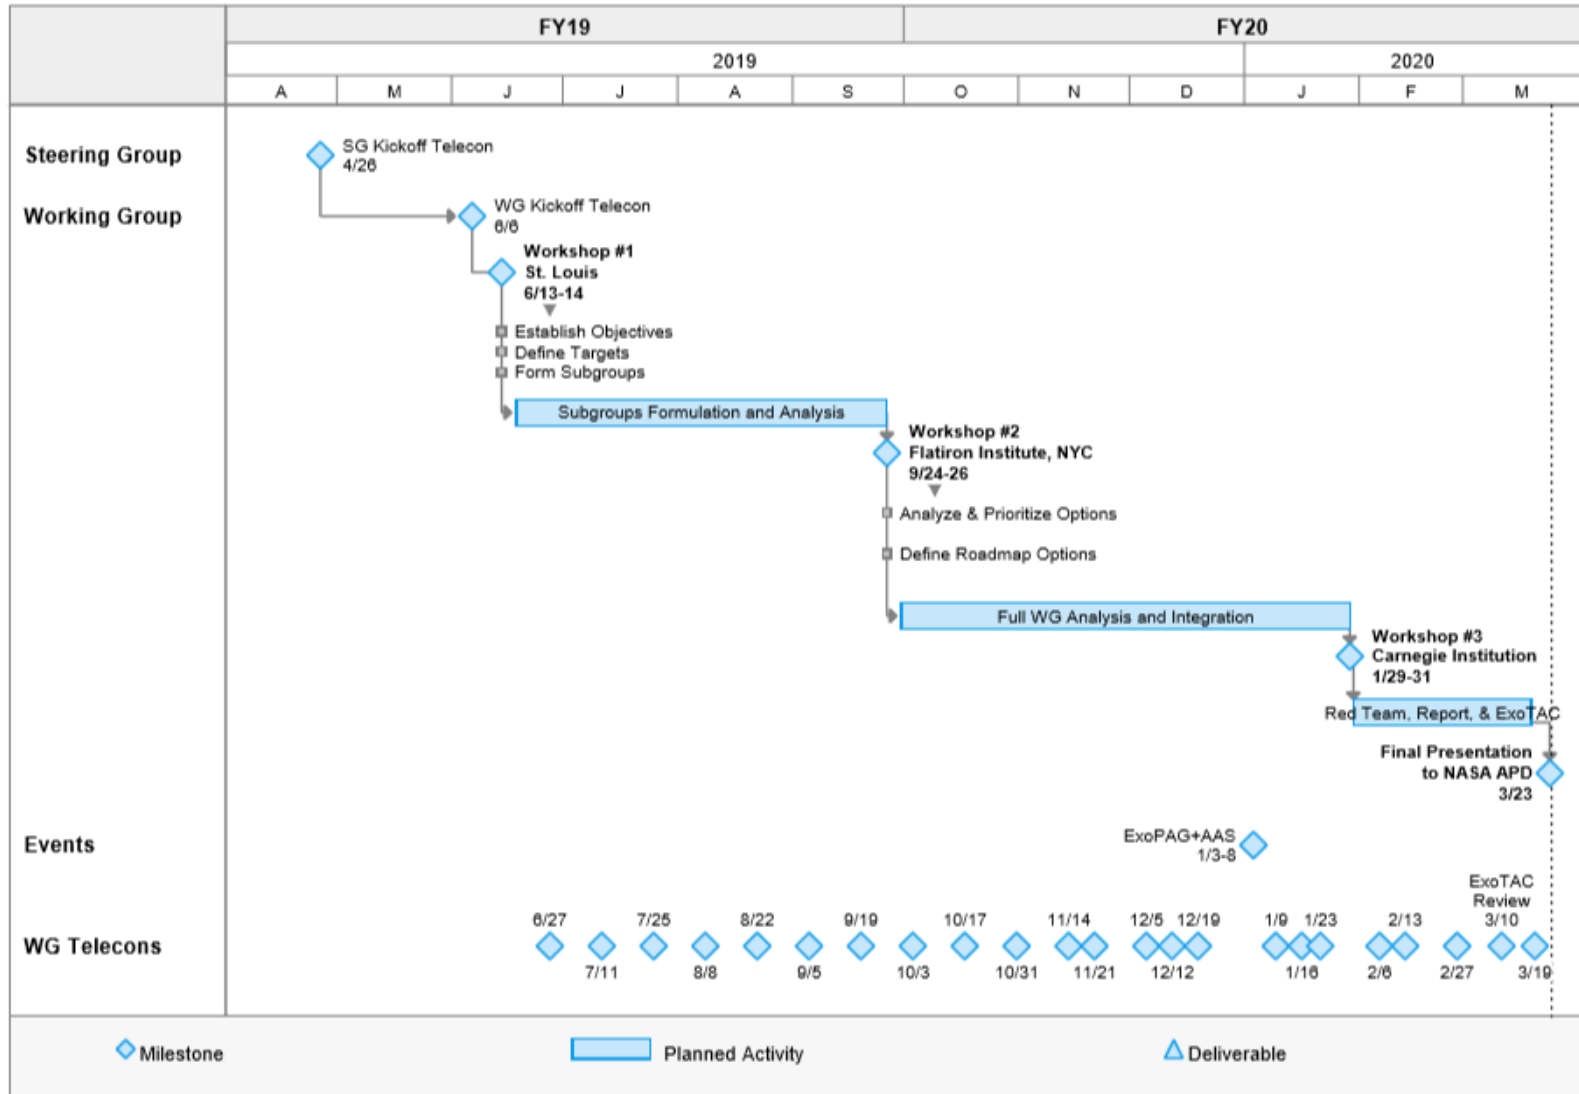 FY19 FY20
2019 2020
A M J J A S O N D J F M
Steering Group
SG Kickoff Telecon
4/26
Working Group
WG Kickoff Telecon
6/6
Workshop #1
St. Louis
6/13-14
Establish Objectives
Define Targets
Form Subgroups
Subgroups Formulation and Analysis
Workshop #2
Flatiron Institute, NYC
9/24-26
Analyze & Prioritize Options
Define Roadmap Options
Full WG Analysis and Integration
Workshop #3
Carnegie Institution
1/29-31
Red Team, Report, & ExoTAC
Final Presentation
to NASA APD
3/23
Events
ExoPAG+AAS
1/3-8
ExoTAC
Review
WG Telecons
6/27 7/25 8/22 9/19 10/17 11/14 12/5 12/19 1/9 1/23 2/13 3/10
7/11 8/8 9/5 10/3 10/31 11/21 12/12 1/16 2/6 2/27 3/19
Milestone
Planned Activity
Deliverable